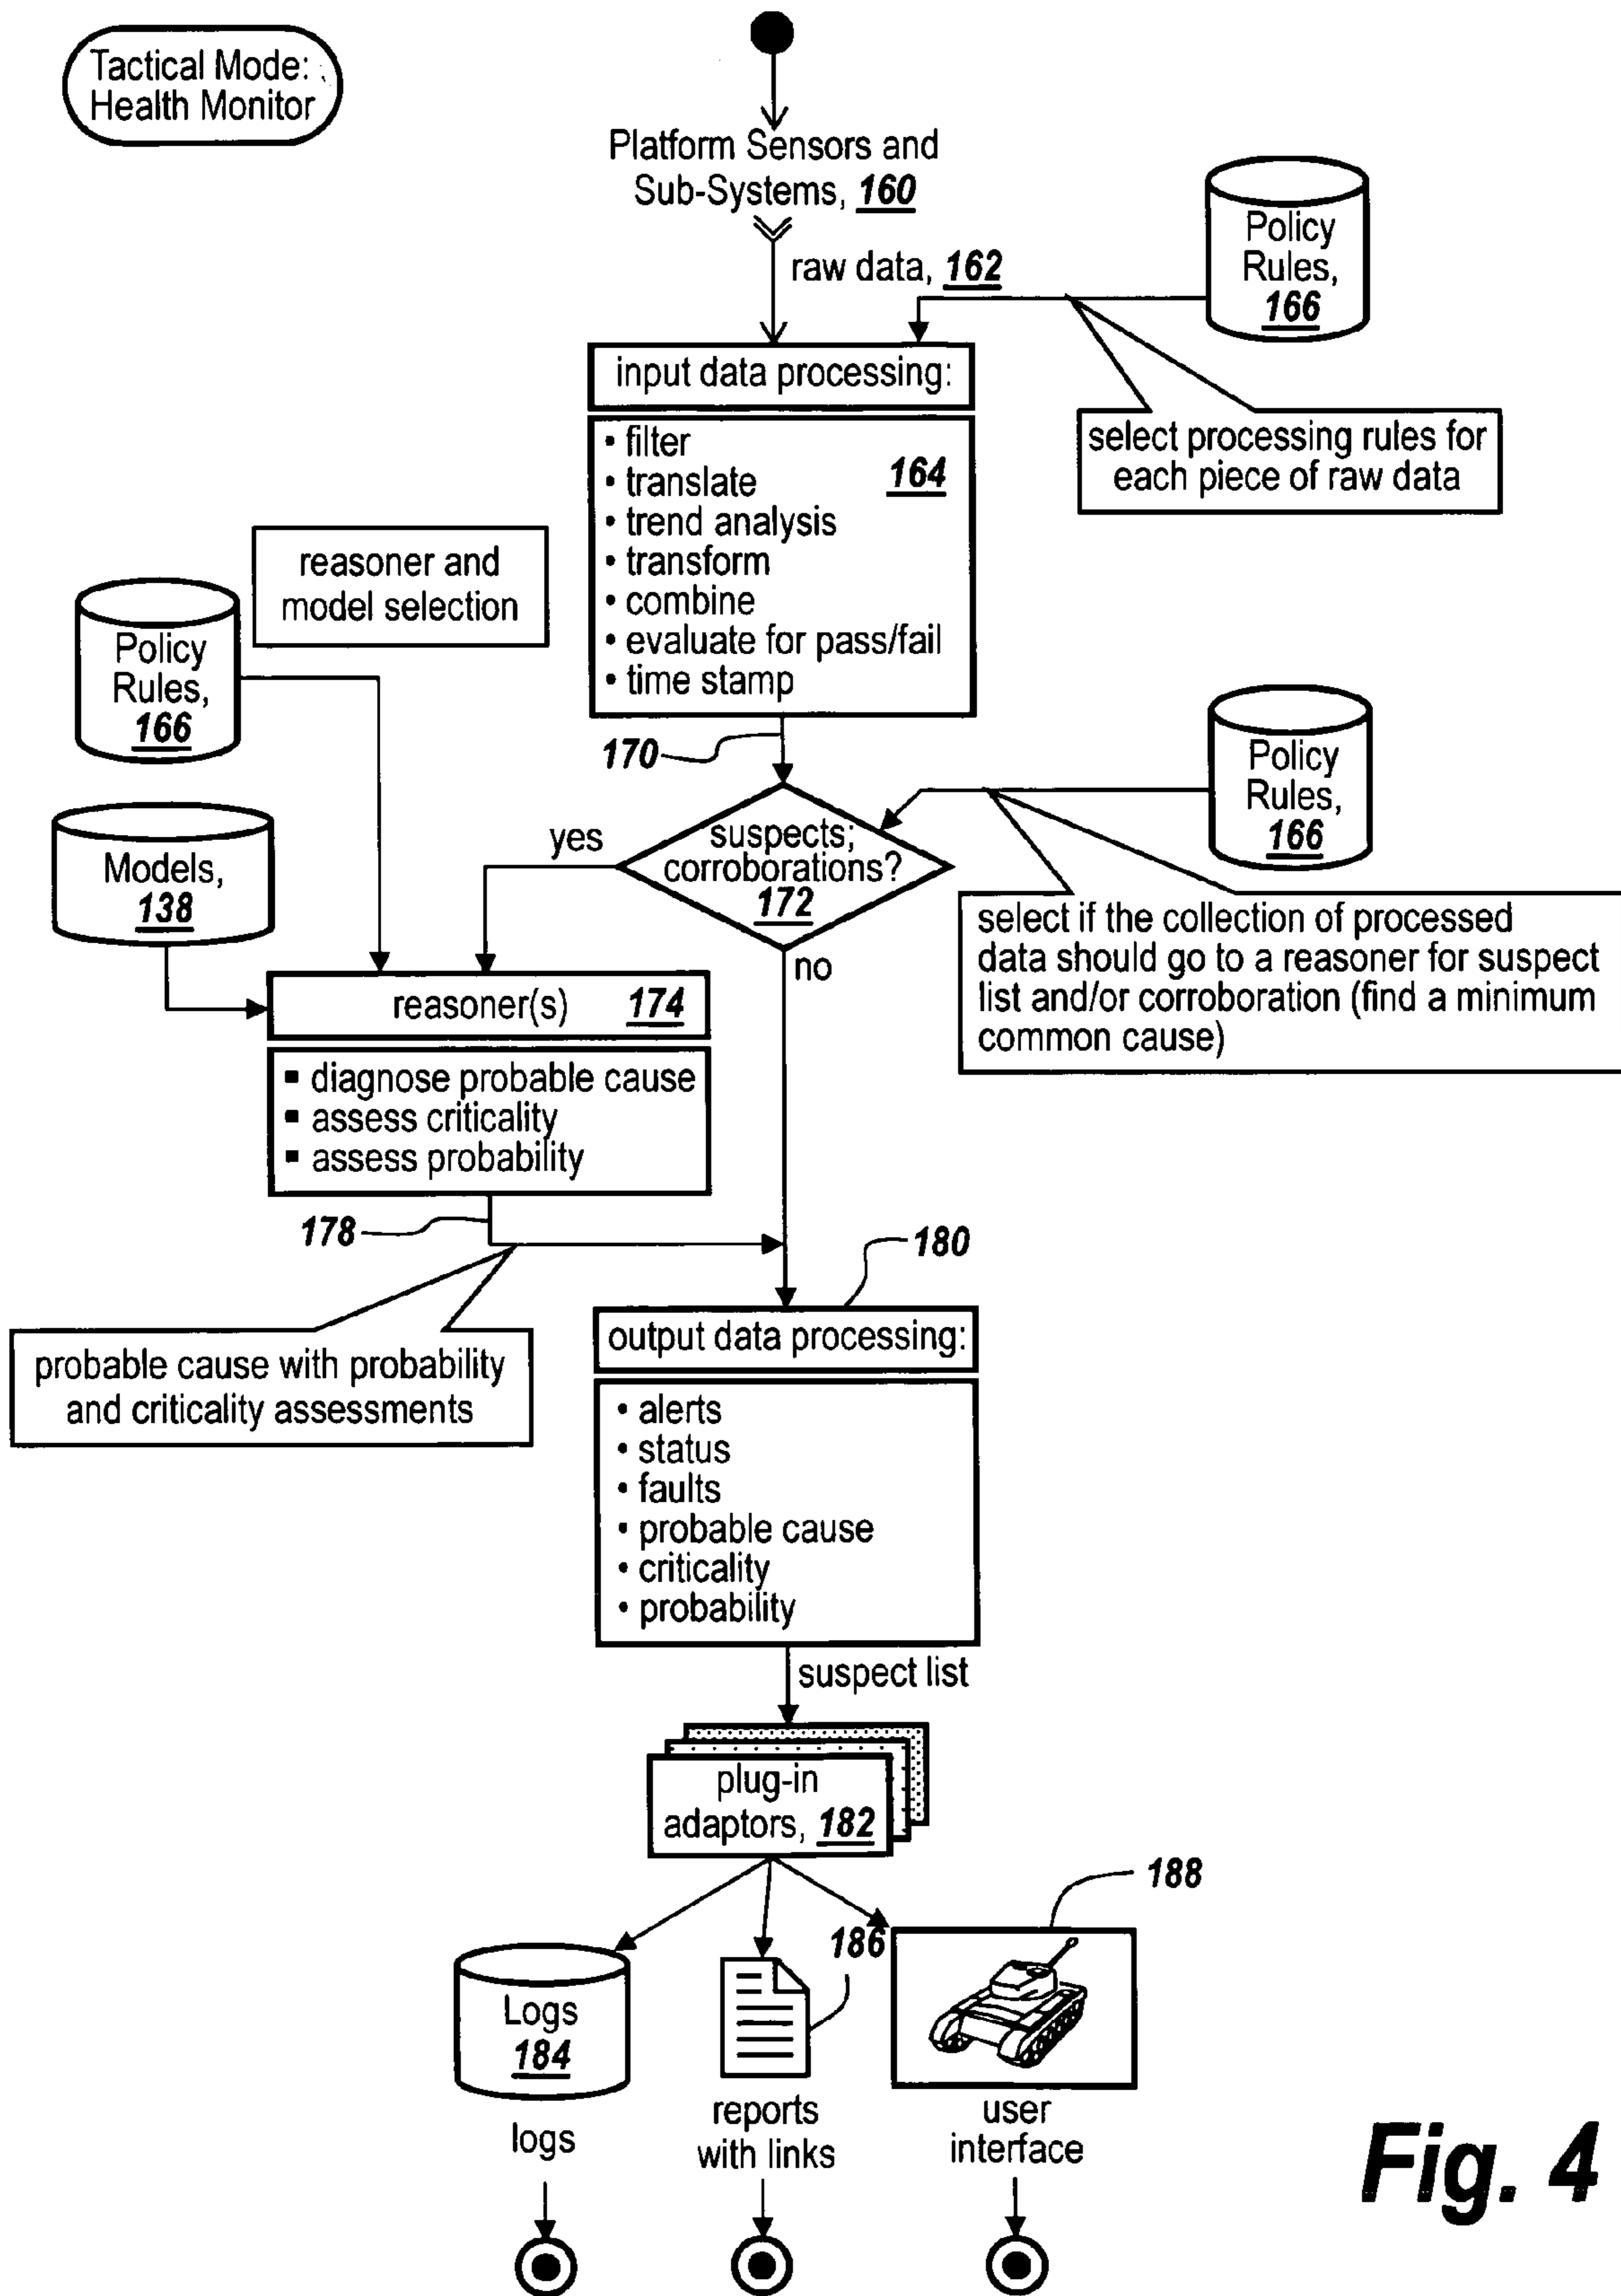 Tactical Mode:
Health Monitor
Platform Sensors and
Sub-Systems, 160
raw data, 162
Policy
Rules,
166
input data processing:
• filter
• translate
• trend analysis
• transform
• combine
• evaluate for pass/fail
• time stamp
164
select processing rules for
each piece of raw data
reasoner and
model selection
Policy
Rules,
166
170
Policy
Rules,
166
Models,
138
yes
suspects;
corroborations?
172
no
select if the collection of processed
data should go to a reasoner for suspect
list and/or corroboration (find a minimum
common cause)
reasoner(s) 174
▪ diagnose probable cause
▪ assess criticality
▪ assess probability
178
180
probable cause with probability
and criticality assessments
output data processing:
• alerts
• status
• faults
• probable cause
• criticality
• probability
suspect list
plug-in
adaptors, 182
188
186
Logs
184
logs
reports
with links
user
interface
Fig. 4